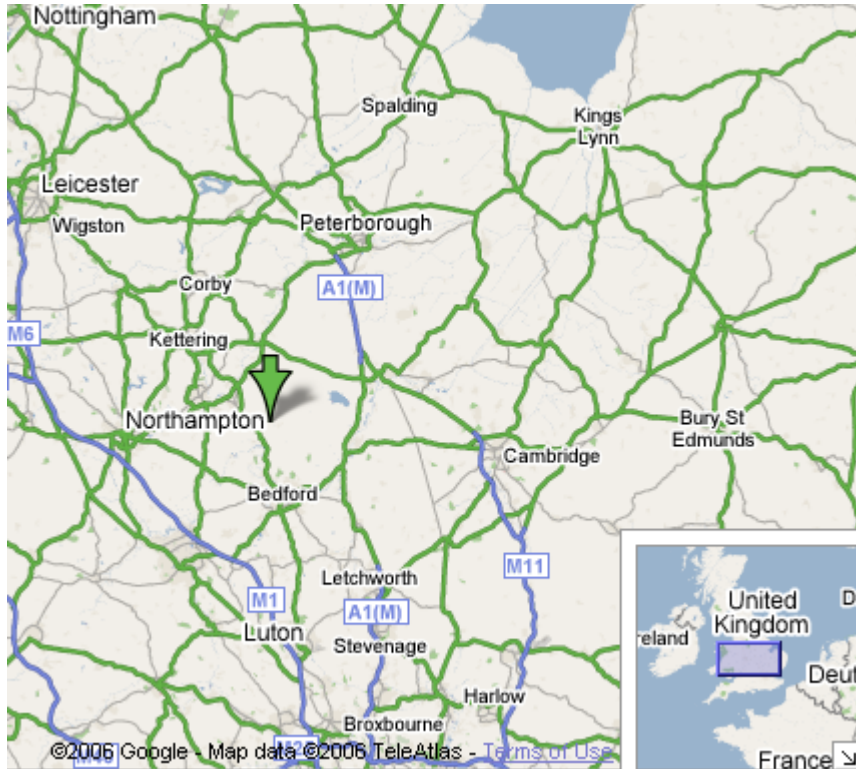 Nottingham
Spalding
Kings
Lynn
Leicester
Wigston
Peterborough
Corby
A1(M)
M6
Kettering
Northampton
Bury St
Edmunds
Cambridge
Bedford
M11
Letchworth
M1
A1(M)
Luton
Stevenage
Harlow
Broxbourne
United
Kingdom
D
reland
Deut
France
©2006 Google - Map data ©2006 TeleAtlas - Terms of Use